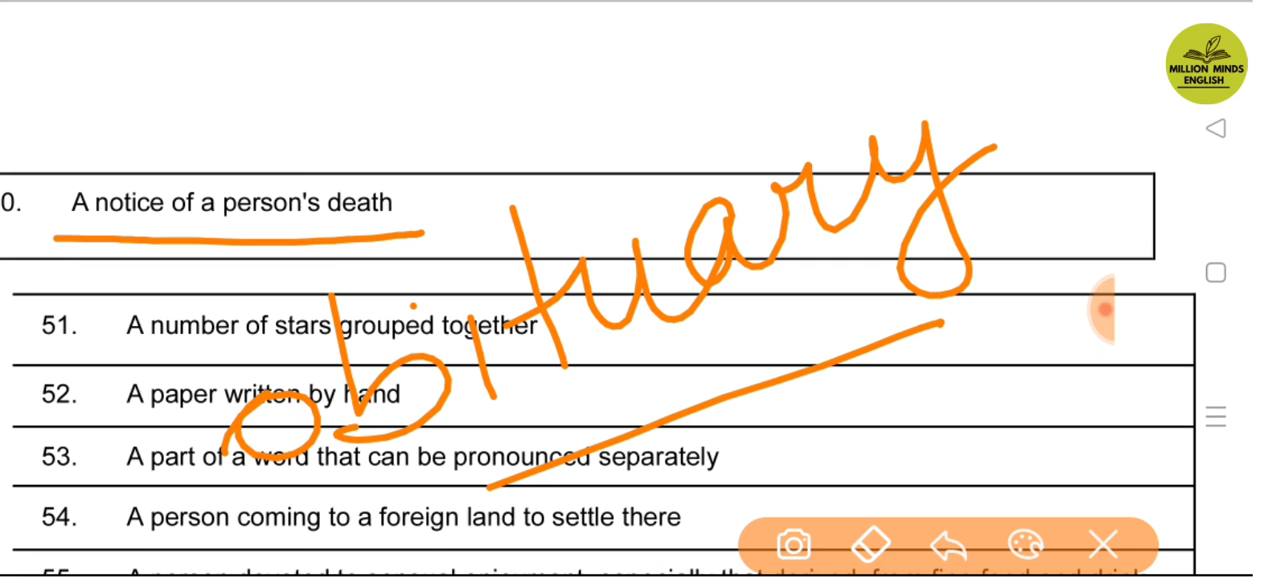 MILLION MINDS
ENGLISH
0. A notice of a person's death
obituary
51. A number of stars grouped together
52. A paper written by hand
53. A part of a word that can be pronounced separately
54. A person coming to a foreign land to settle there